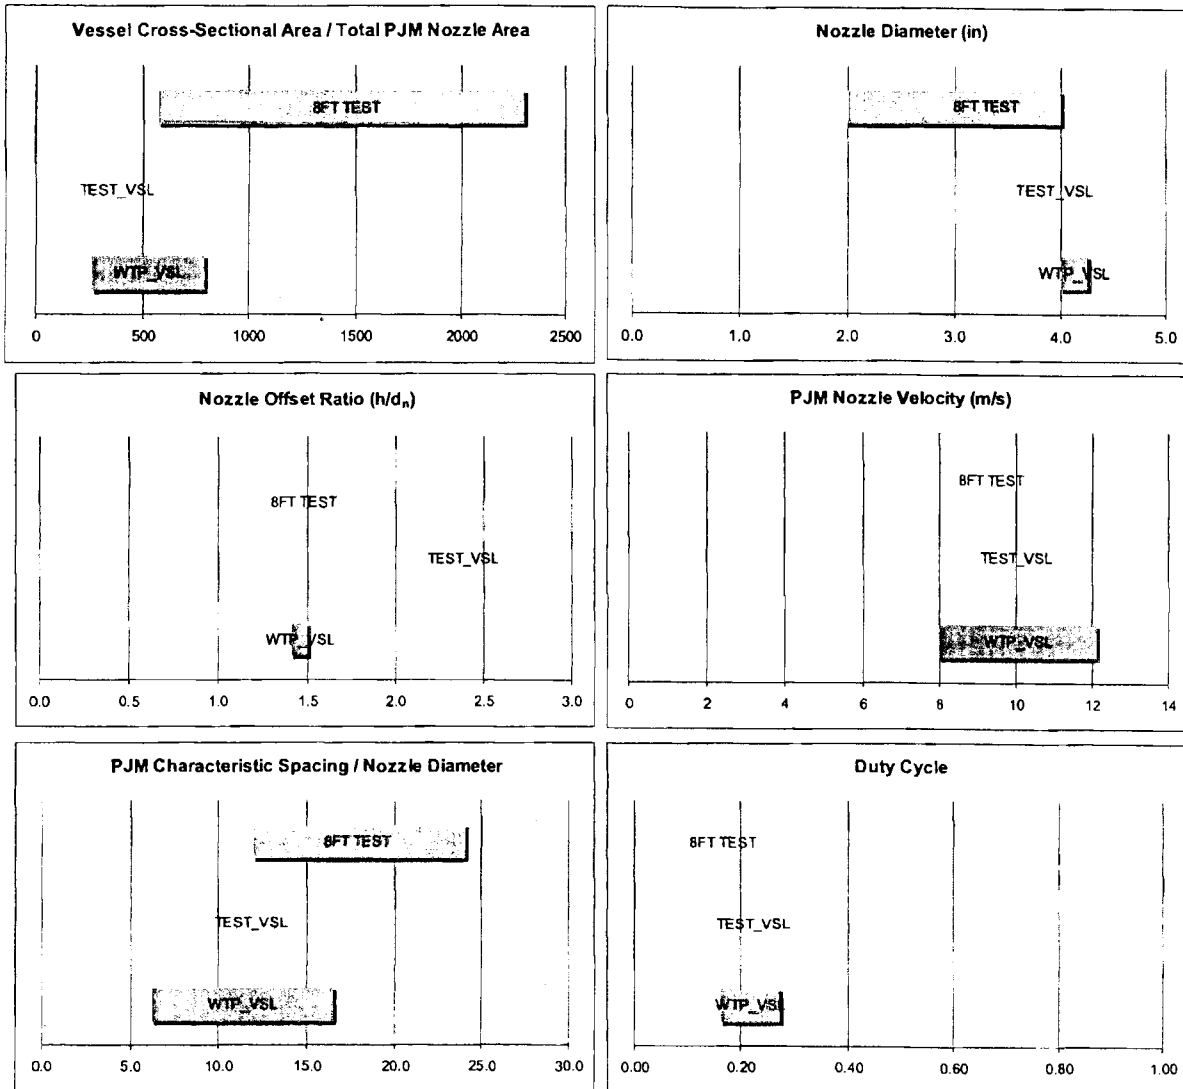 Vessel Cross-Sectional Area / Total PJM Nozzle Area
8FT TEST
TEST_VSL
WTP_VSL
0 500 1000 1500 2000 2500
Nozzle Diameter (in)
8FT TEST
TEST_VSL
WTP_VSL
0.0 1.0 2.0 3.0 4.0 5.0
Nozzle Offset Ratio (h/dn)
8FT TEST
TEST_VSL
WTP_VSL
0.0 0.5 1.0 1.5 2.0 2.5 3.0
PJM Nozzle Velocity (m/s)
8FT TEST
TEST_VSL
WTP_VSL
0 2 4 6 8 10 12 14
PJM Characteristic Spacing / Nozzle Diameter
8FT TEST
TEST_VSL
WTP_VSL
0.0 5.0 10.0 15.0 20.0 25.0 30.0
Duty Cycle
8FT TEST
TEST_VSL
WTP_VSL
0.00 0.20 0.40 0.60 0.80 1.00